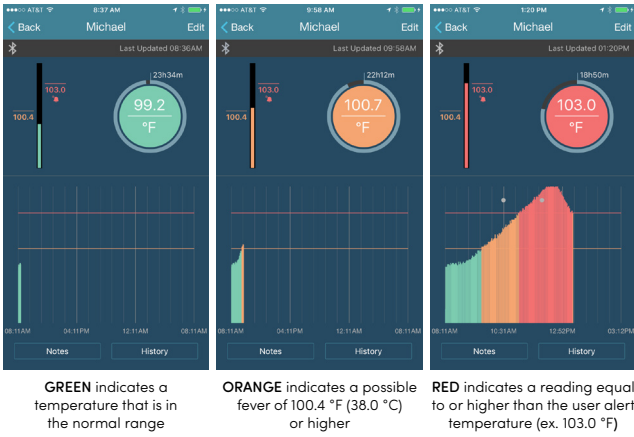 AT&T 8:37 AM
Back Michael Edit
Last Updated 08:36AM
23h34m
103.0
99.2
°F
100.4
08:11AM 04:11PM 12:11AM 08:11AM
Notes History
GREEN indicates a
temperature that is in
the normal range
AT&T 9:58 AM
Back Michael Edit
Last Updated 09:58AM
22h12m
103.0
100.7
°F
100.4
08:11AM 04:11PM 12:11AM 08:11AM
Notes History
ORANGE indicates a possible
fever of 100.4 °F (38.0 °C)
or higher
AT&T 1:20 PM
Back Michael Edit
Last Updated 01:20PM
18h50m
103.0
103.0
°F
100.4
08:11AM 10:31AM 12:52PM 03:12PM
Notes History
RED indicates a reading equal
to or higher than the user alert
temperature (ex. 103.0 °F)